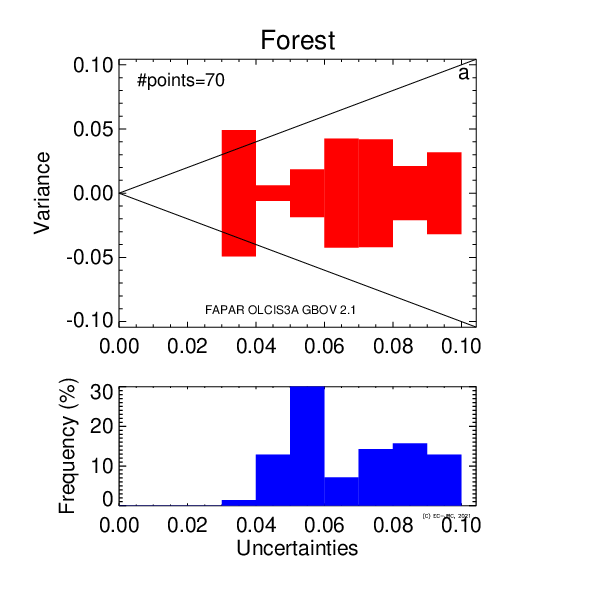 Forest
0.10
a
#points=70
0.05
0.00
-0.05
-0.10
Variance
FAPAR OLCIS3A GBOV 2.1
0.00 0.02 0.04 0.06 0.08 0.10
30
20
10
0
Frequency (%)
0.00 0.02 0.04 0.06 0.08 0.10
Uncertainties